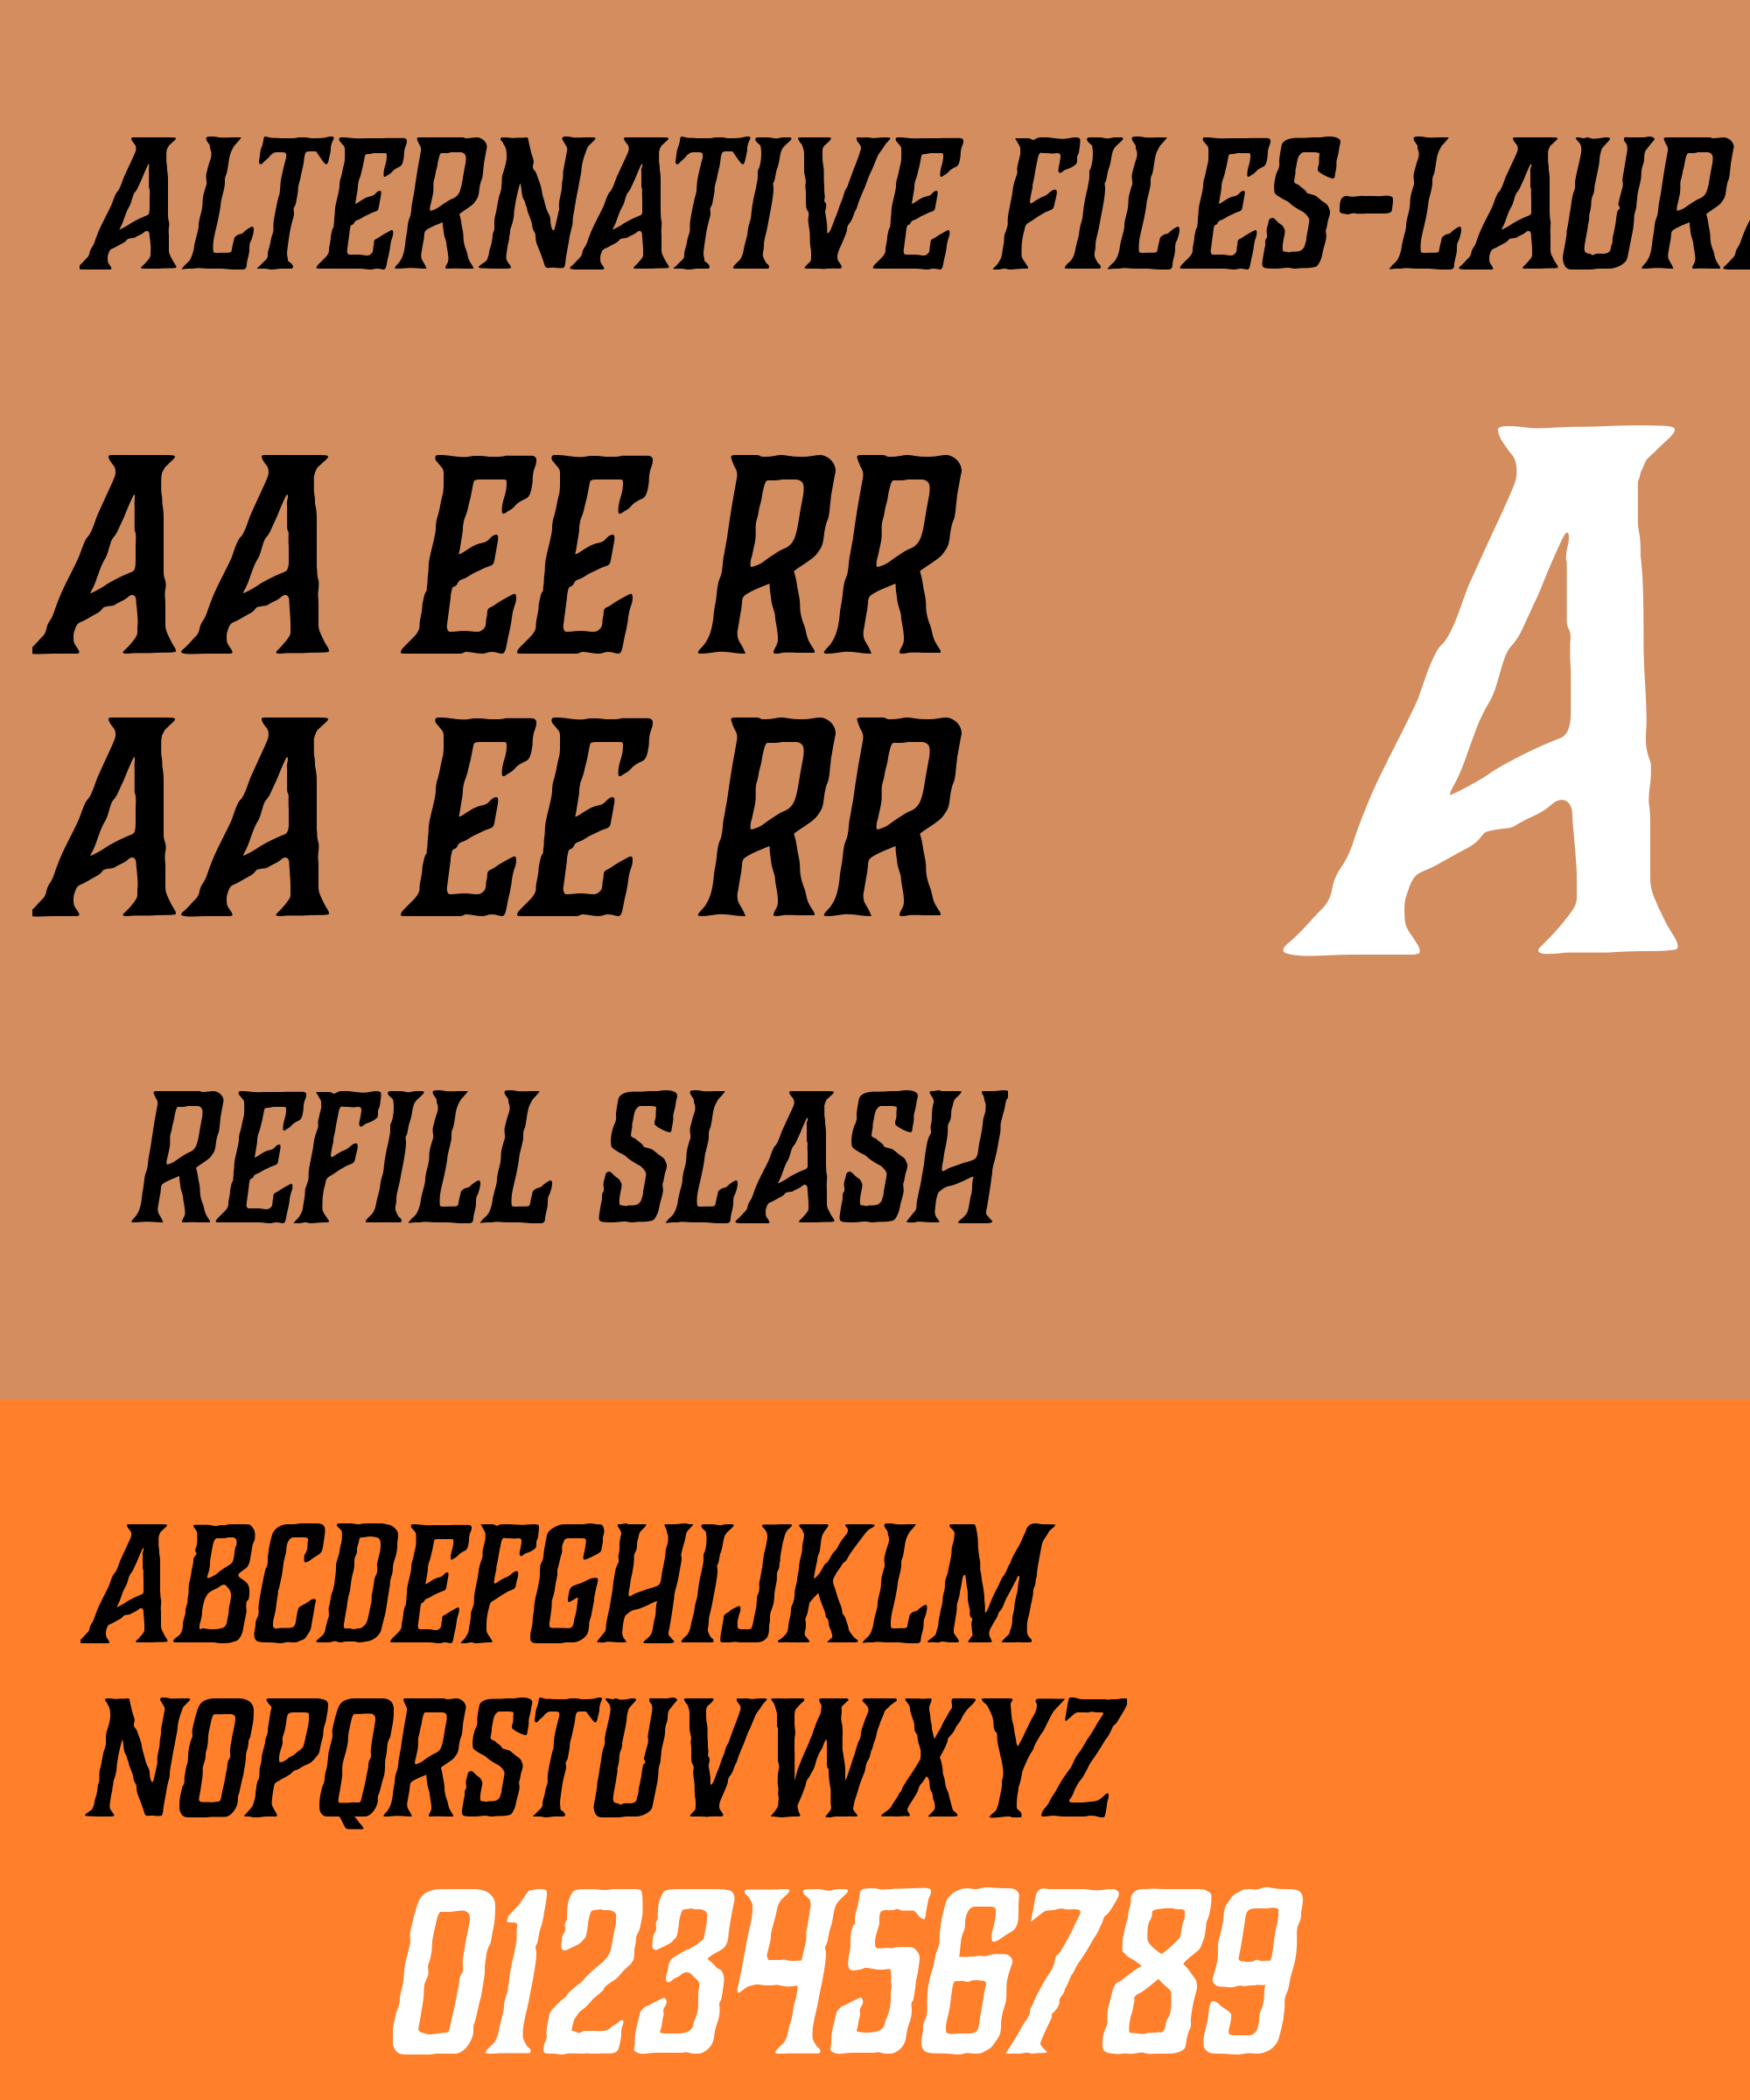 ALTERNATIVE FILES-LAUR
AA EE RR
A
AA EE RR
REFILL SLASH
ABCDEFGHIJKLM
NOPQRSTUVWXYZ
0123456789